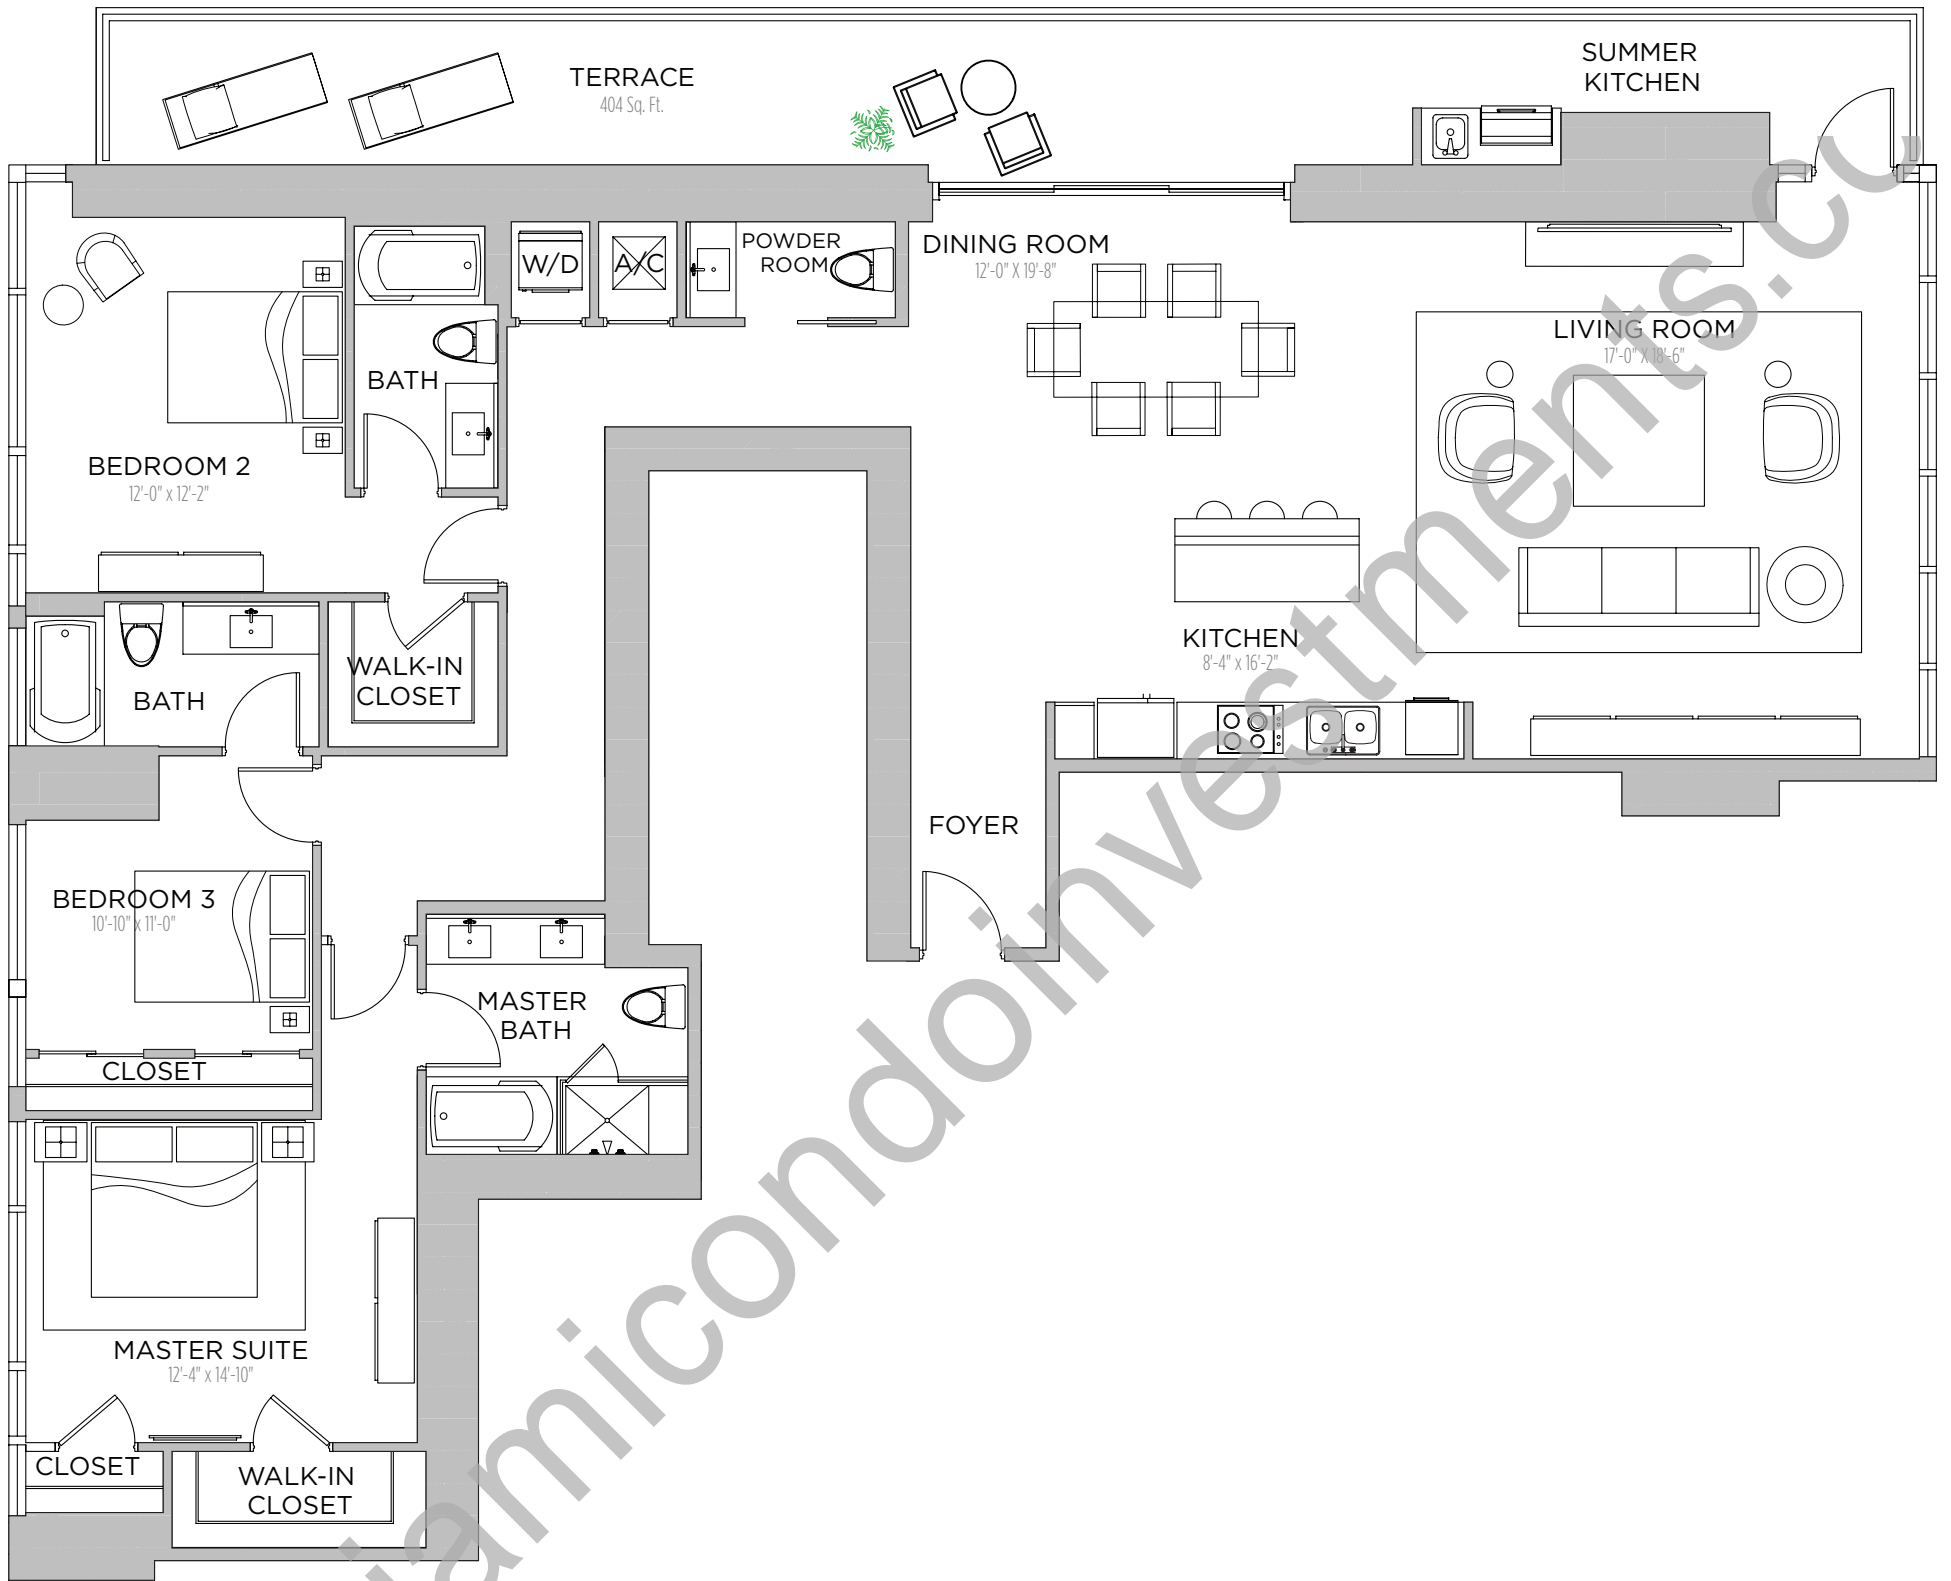 TERRACE
404 Sq. Ft.
SUMMER
KITCHEN
W/D
A/C
POWDER
ROOM
DINING ROOM
12'-0" X 19'-8"
LIVING ROOM
17'-0" X 18'-6"
BATH
BEDROOM 2
12'-0" x 12'-2"
WALK-IN
CLOSET
BATH
KITCHEN
8'-4" x 16'-2"
FOYER
BEDROOM 3
10'-10" x 11'-0"
MASTER
BATH
CLOSET
MASTER SUITE
12'-4" x 14'-10"
CLOSET
WALK-IN
CLOSET
iamicondoinvestments.cc